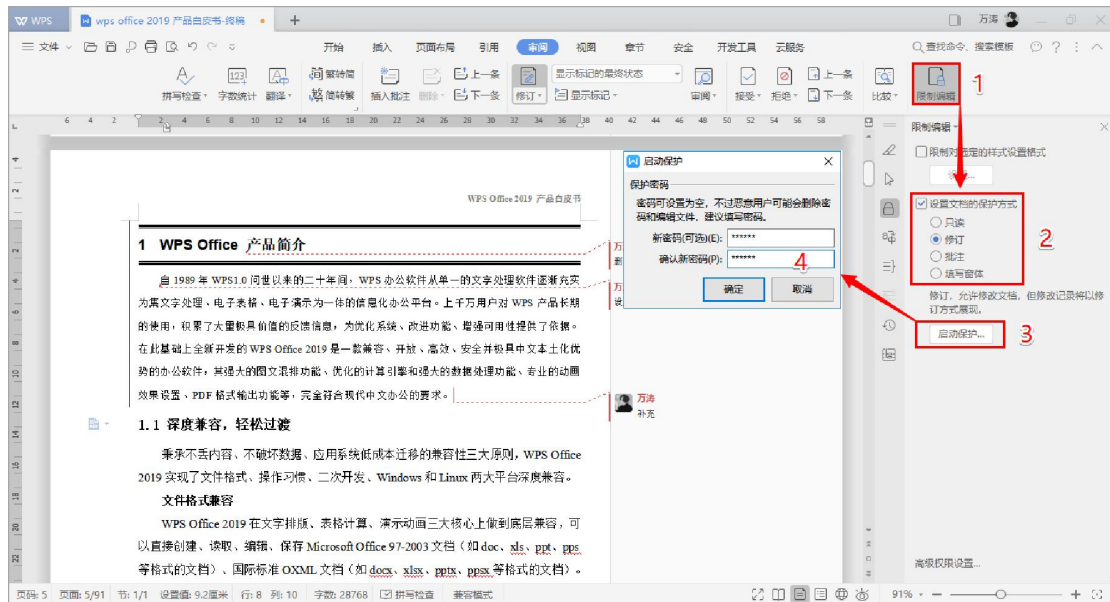 WPS wps office 2019 产品白皮书-终稿 万涛
文件 开始 插入 页面布局 引用 审阅 视图 章节 安全 开发工具 云服务 查找命令、搜索模板
拼写检查 字数统计 翻译 繁转简 简转繁 插入批注 删除 上一条 下一条 修订 显示标记的最终状态 显示标记 审阅 接受 拒绝 上一条 下一条 比较 限制编辑
1
6 4 2 2 4 6 8 10 12 14 16 18 20 22 24 26 28 30 32 34 36 38 40 42 44 46 48 50 52 54 56 58
限制编辑
限制对选定的样式设置格式
设置文档的保护方式
只读
修订
批注
填写窗体
2
修订，允许修改文档，但修改记录将以修
订方式展现。
启动保护...
3
高级权限设置...
启动保护
保护密码
密码可设置为空，不过恶意用户可能会删除密
码和编辑文件，建议填写密码。
新密码(可选)(E): ******
确认新密码(P): ******
4
确定 取消
WPS Office 2019 产品白皮书
1 WPS Office 产品简介
自 1989 年 WPS1.0 问世以来的二十年间，WPS 办公软件从单一的文字处理软件逐渐充实
为集文字处理、电子表格、电子演示为一体的信息化办公平台。上千万用户对 WPS 产品长期
的使用，积累了大量极具价值的反馈信息，为优化系统、改进功能、增强可用性提供了依据。
在此基础上全新开发的 WPS Office 2019 是一款兼容、开放、高效、安全并极具中文本土化优
势的办公软件，其强大的图文混排功能、优化的计算引擎和强大的数据处理功能、专业的动画
效果设置、PDF 格式输出功能等，完全符合现代中文办公的要求。
万涛
补充
1.1 深度兼容，轻松过渡
秉承不丢内容、不破坏数据、应用系统低成本迁移的兼容性三大原则，WPS Office
2019 实现了文件格式、操作习惯、二次开发、Windows 和 Linux 两大平台深度兼容。
文件格式兼容
WPS Office 2019 在文字排版、表格计算、演示动画三大核心上做到底层兼容，可
以直接创建、读取、编辑、保存 Microsoft Office 97-2003 文档（如 doc、xls、ppt、pps
等格式的文档）、国际标准 OXML 文档（如 docx、xlsx、pptx、ppsx 等格式的文档）。
页码: 5 页面: 5/91 节: 1/1 设置值: 9.2厘米 行: 8 列: 10 字数: 28768 拼写检查 兼容模式 91%